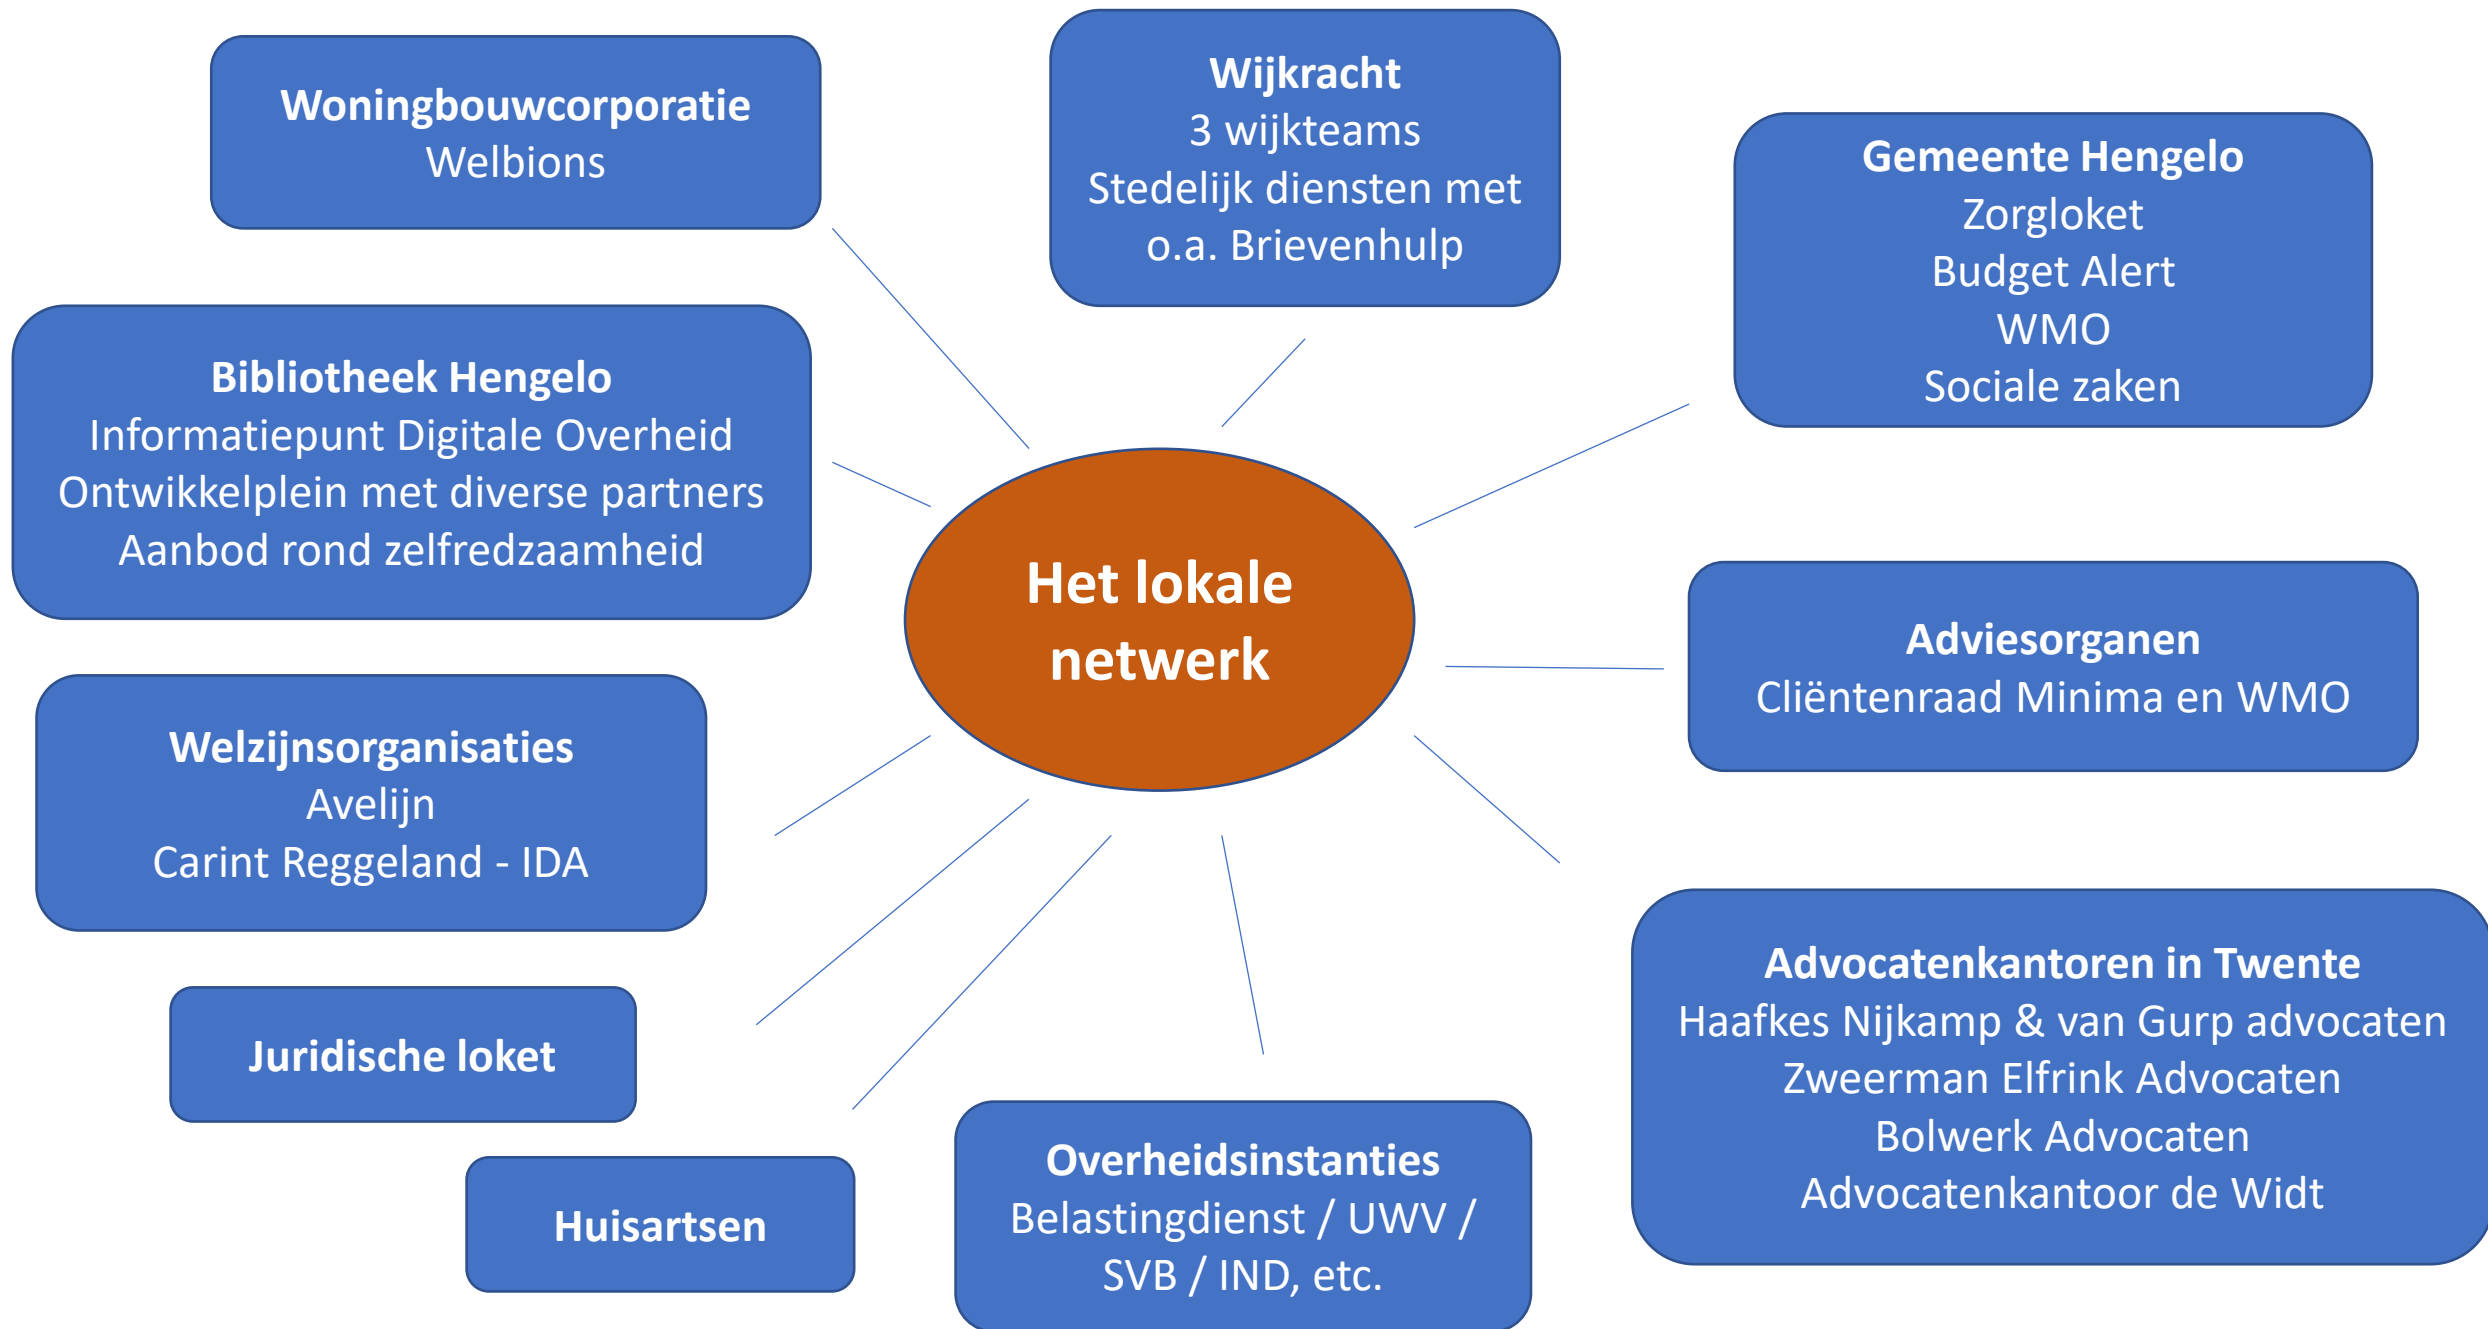 Woningbouwcorporatie
Welbions
Wijkracht
3 wijkteams
Stedelijk diensten met
o.a. Brievenhulp
Gemeente Hengelo
Zorgloket
Budget Alert
WMO
Sociale zaken
Bibliotheek Hengelo
Informatiepunt Digitale Overheid
Ontwikkelplein met diverse partners
Aanbod rond zelfredzaamheid
Het lokale
netwerk
Adviesorganen
Cliëntenraad Minima en WMO
Welzijnsorganisaties
Avelijn
Carint Reggeland - IDA
Advocatenkantoren in Twente
Haafkes Nijkamp & van Gurp advocaten
Zweerman Elfrink Advocaten
Bolwerk Advocaten
Advocatenkantoor de Widt
Juridische loket
Huisartsen
Overheidsinstanties
Belastingdienst / UWV /
SVB / IND, etc.